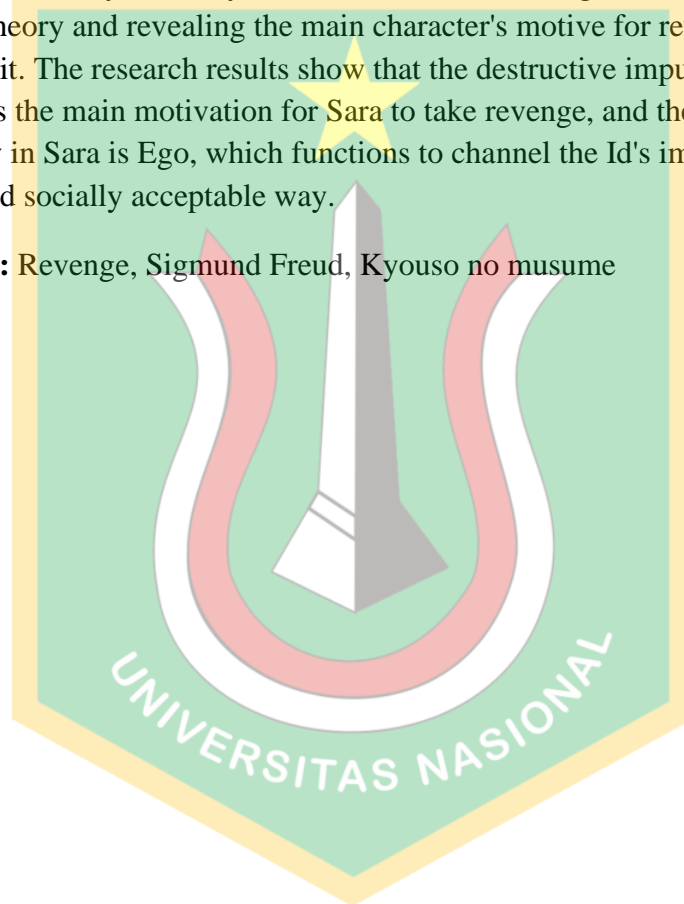 theory and revealing the main character's motive for re
it. The research results show that the destructive impu
s the main motivation for Sara to take revenge, and the
in Sara is Ego, which functions to channel the Id's im
d socially acceptable way.
: Revenge, Sigmund Freud, Kyouso no musume
UNIVERSITAS NASIONAL